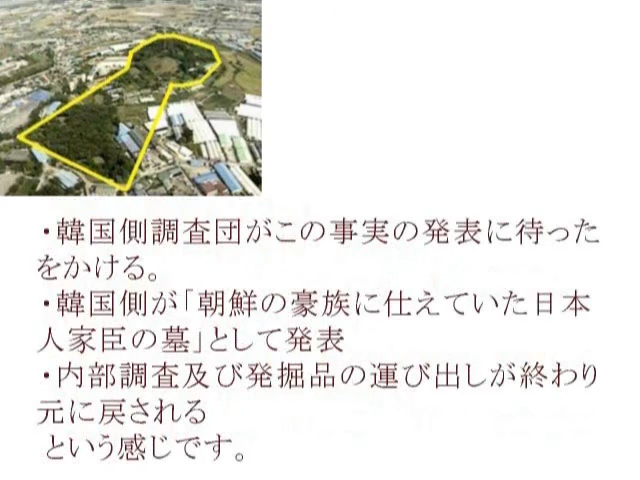 ・韓国側調査団がこの事実の発表に待った
をかける。
・韓国側が「朝鮮の豪族に仕えていた日本
人家臣の墓」として発表
・内部調査及び発掘品の運び出しが終わり
元に戻される
という感じです。